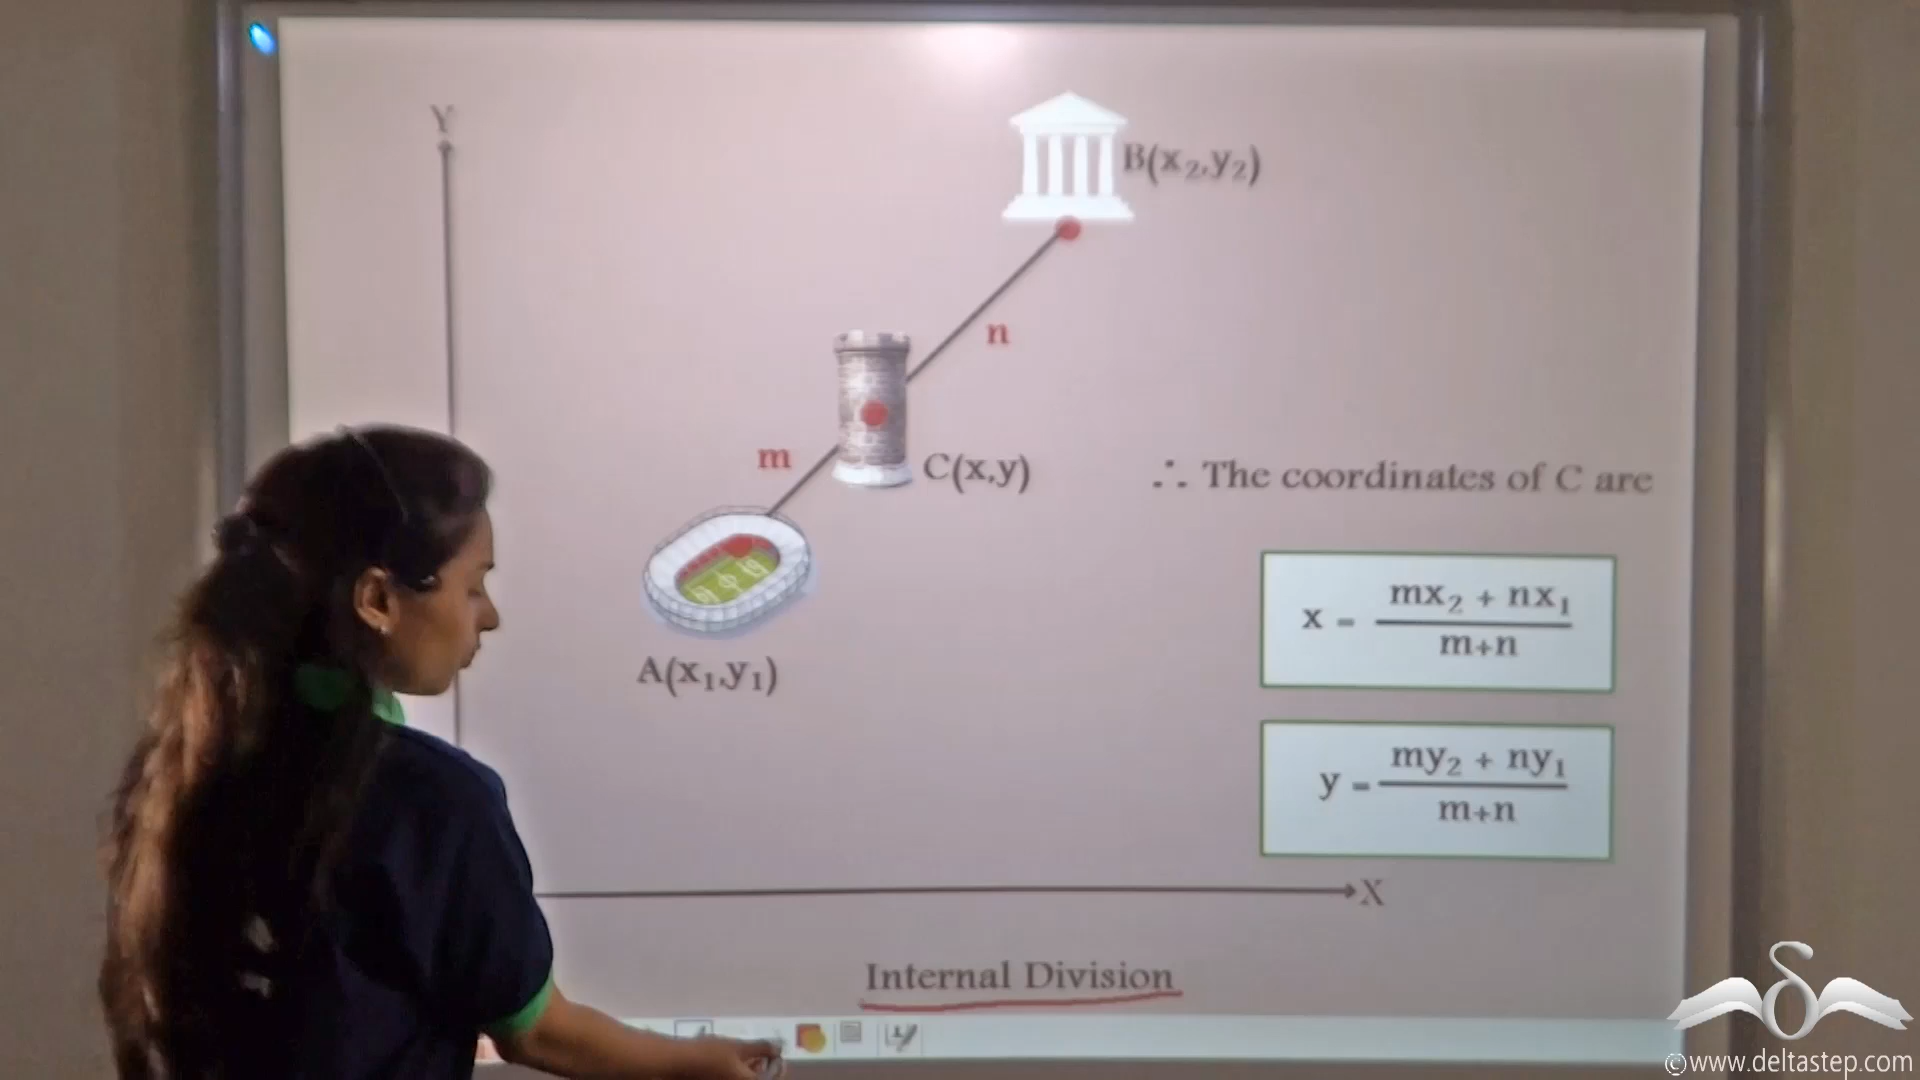 Y
B(x₂,y₂)
n
m
C(x,y)
∴ The coordinates of C are
A(x₁,y₁)
x = mx₂ + nx₁
m+n
y = my₂ + ny₁
m+n
X
Internal Division
©www.deltastep.com